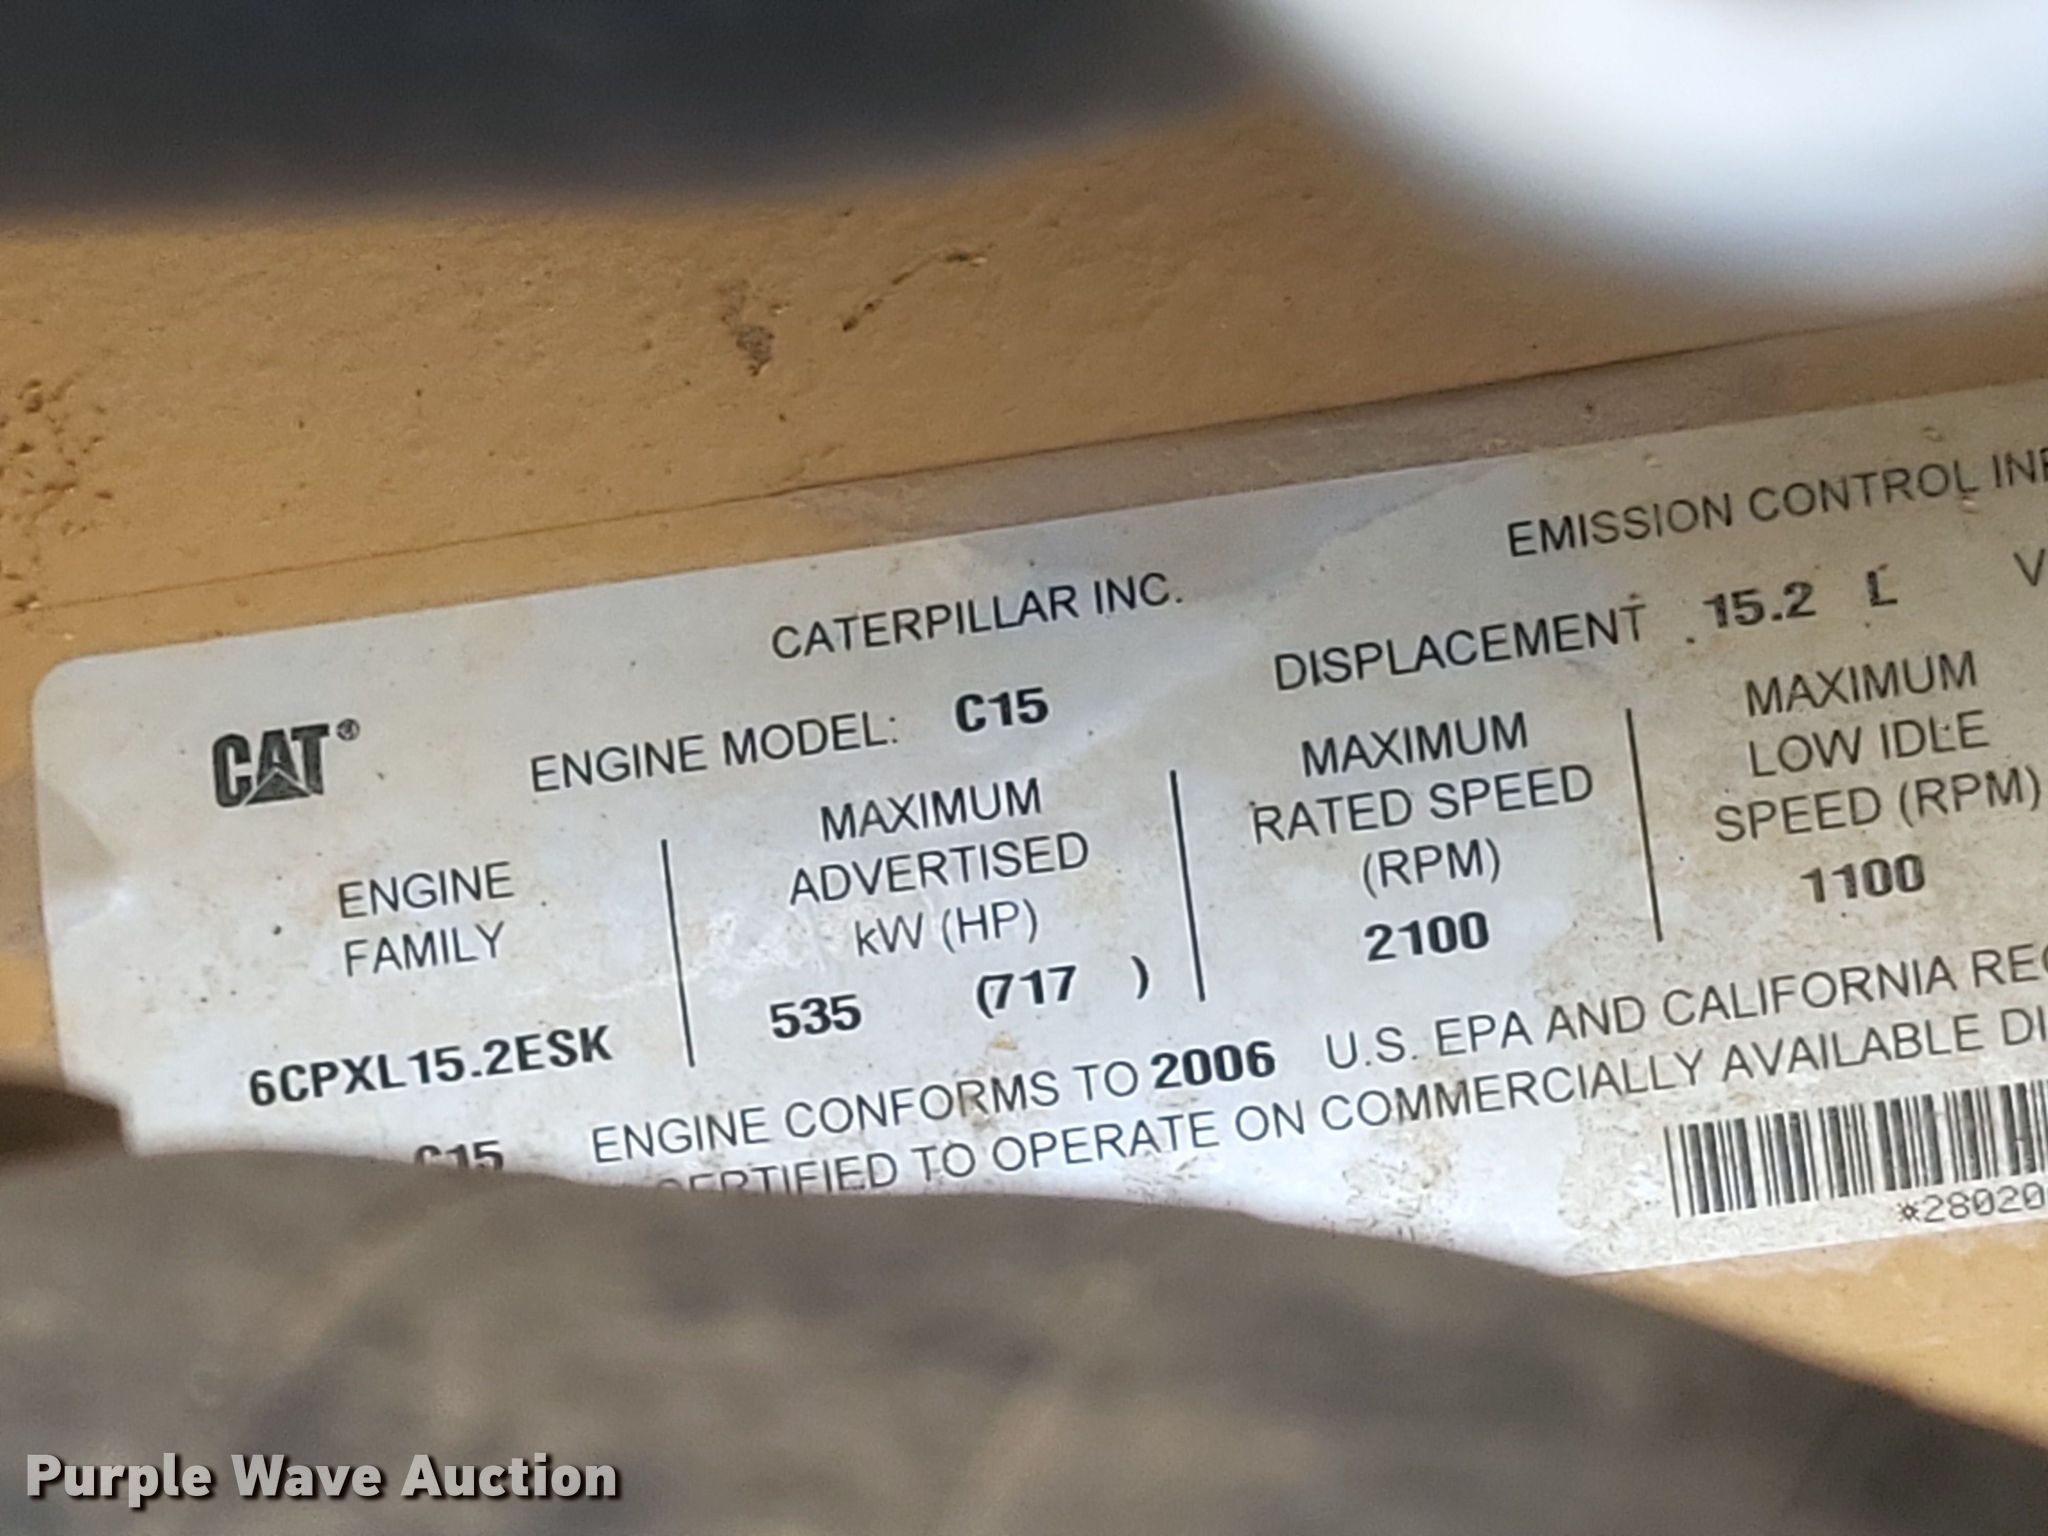 CATERPILLAR INC.
EMISSION CONTROL
CAT®
ENGINE MODEL: C15
DISPLACEMENT 15.2 L
ENGINE
FAMILY
6CPXL15.2ESK
MAXIMUM
ADVERTISED
kW (HP)
535 (717 )
MAXIMUM
RATED SPEED
(RPM)
2100
MAXIMUM
LOW IDLE
SPEED (RPM)
1100
ENGINE CONFORMS TO 2006 U.S. EPA AND CALIFORNIA
C15
CERTIFIED TO OPERATE ON COMMERCIALLY AVAILABLE
*28020
Purple Wave Auction